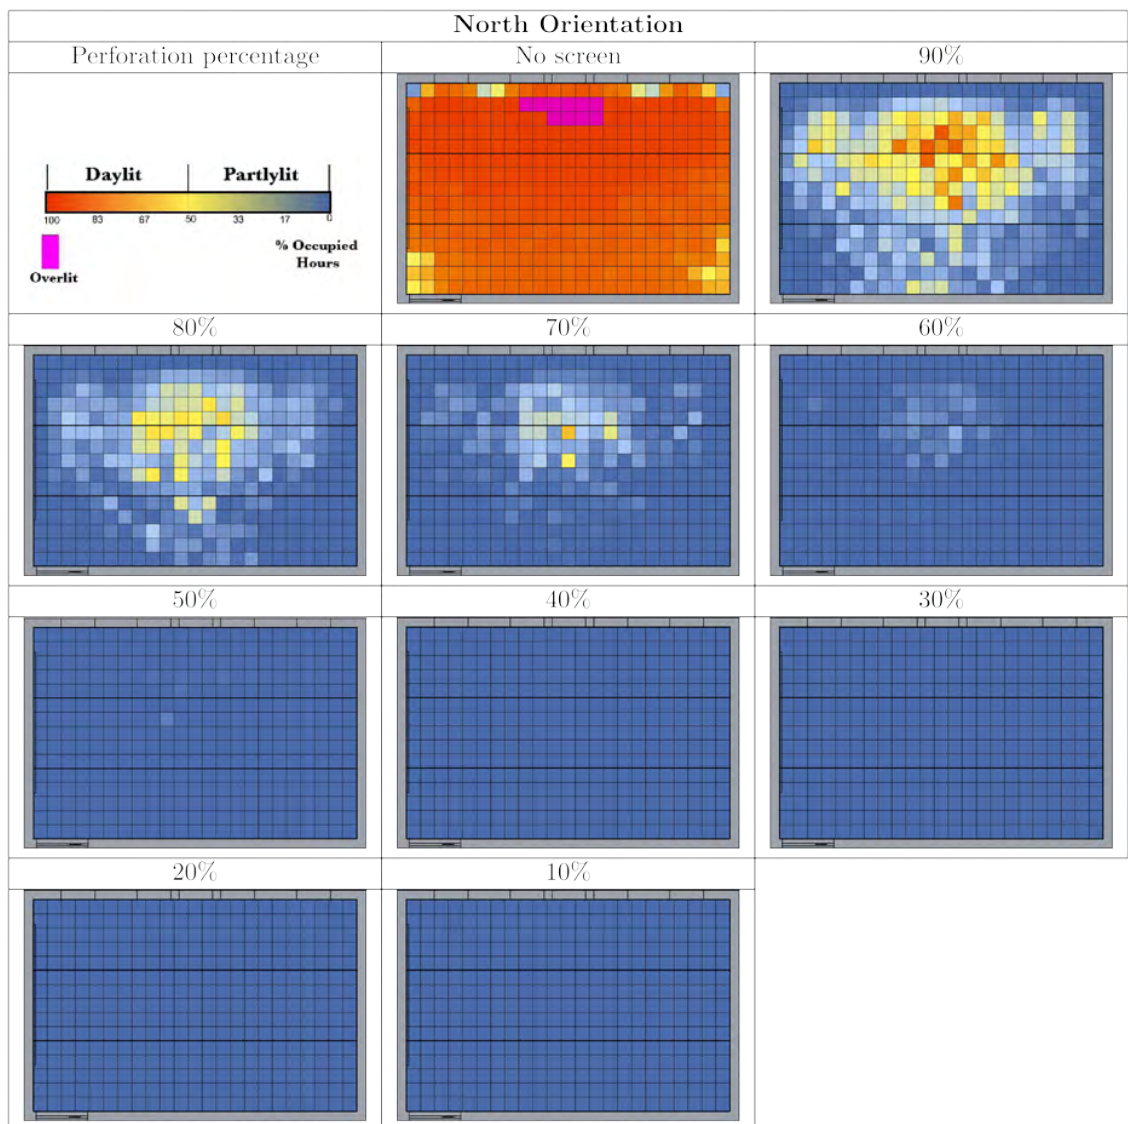 North Orientation
Perforation percentage No screen 90%
Daylit Partlylit
100 83 67 50 33 17 0
% Occupied
Hours
Overlit
80% 70% 60%
50% 40% 30%
20% 10%